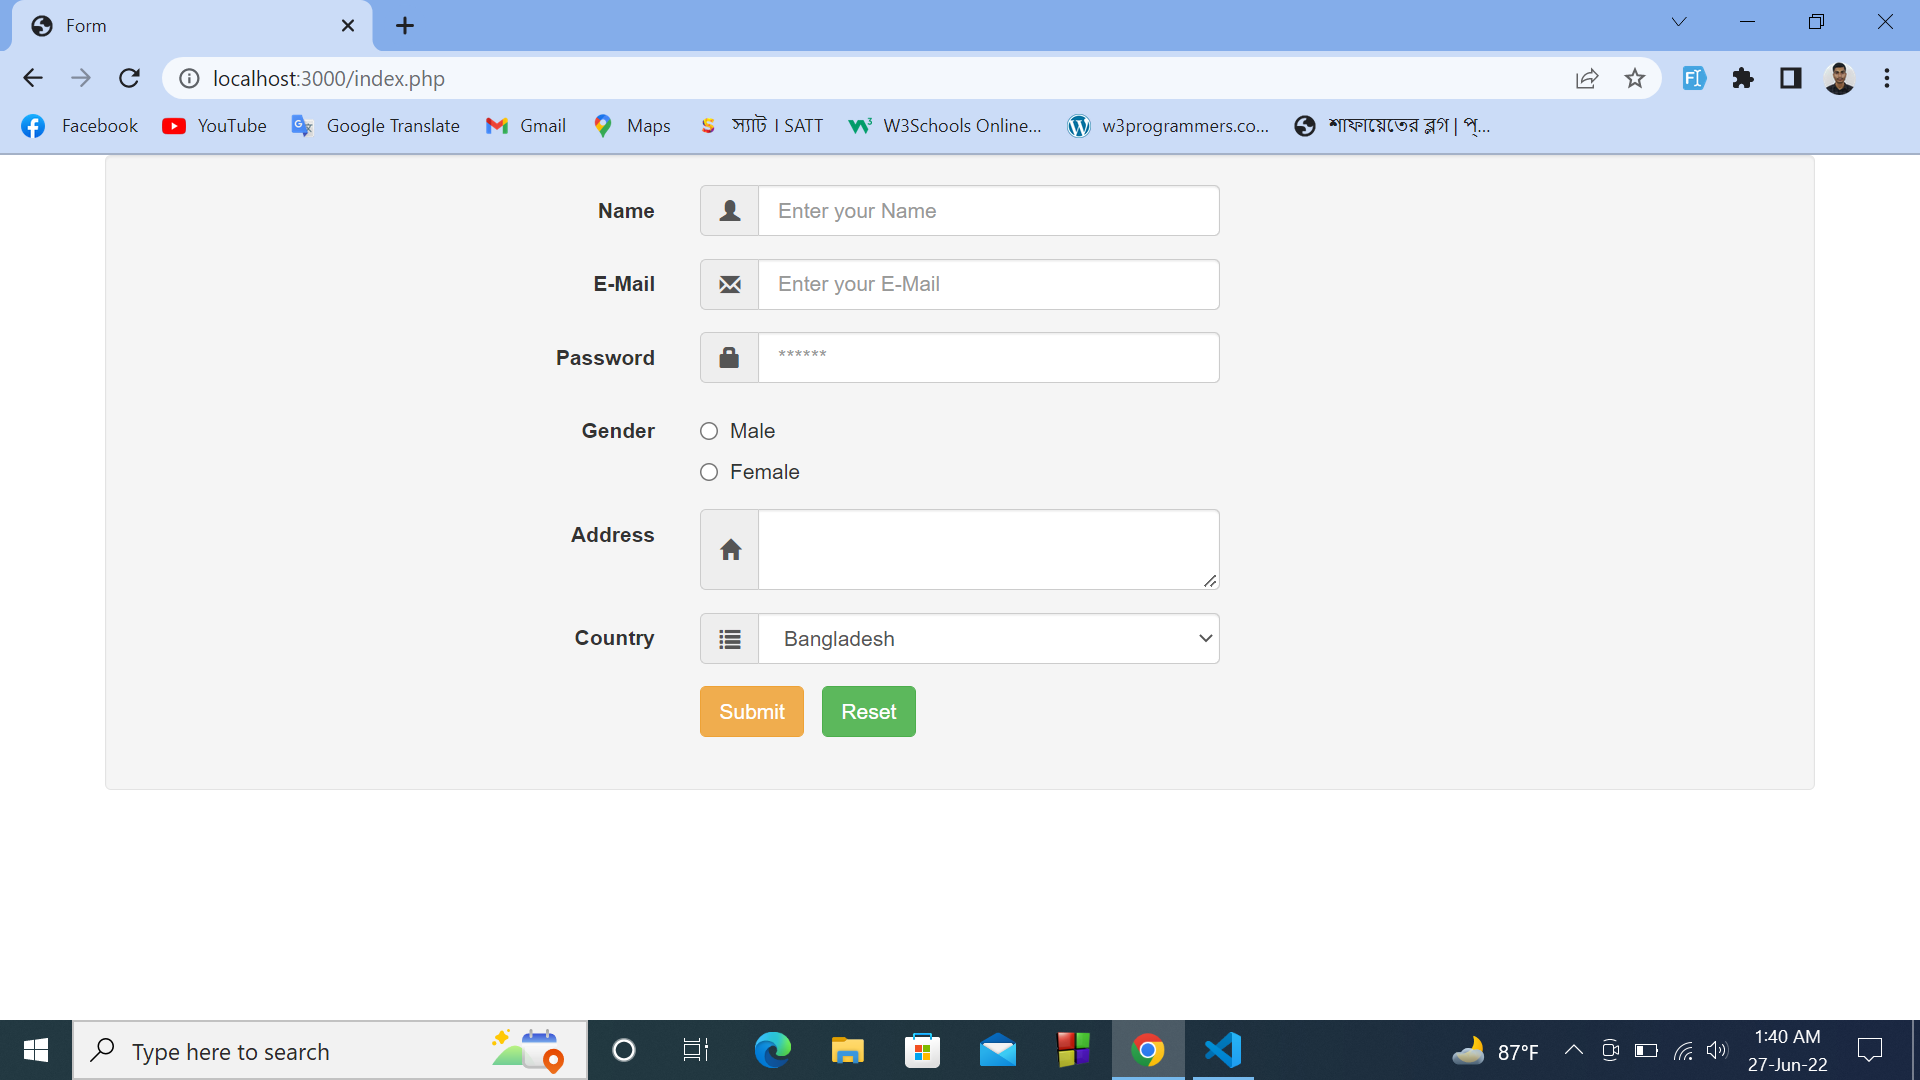 Form
localhost:3000/index.php
Facebook YouTube Google Translate Gmail Maps স্যাট । SATT W3Schools Online... w3programmers.co... শাফায়েতের ব্লগ | প্...
Name Enter your Name
E-Mail Enter your E-Mail
Password ******
Gender Male
Female
Address
Country Bangladesh
Submit Reset
Type here to search
87°F
1:40 AM
27-Jun-22